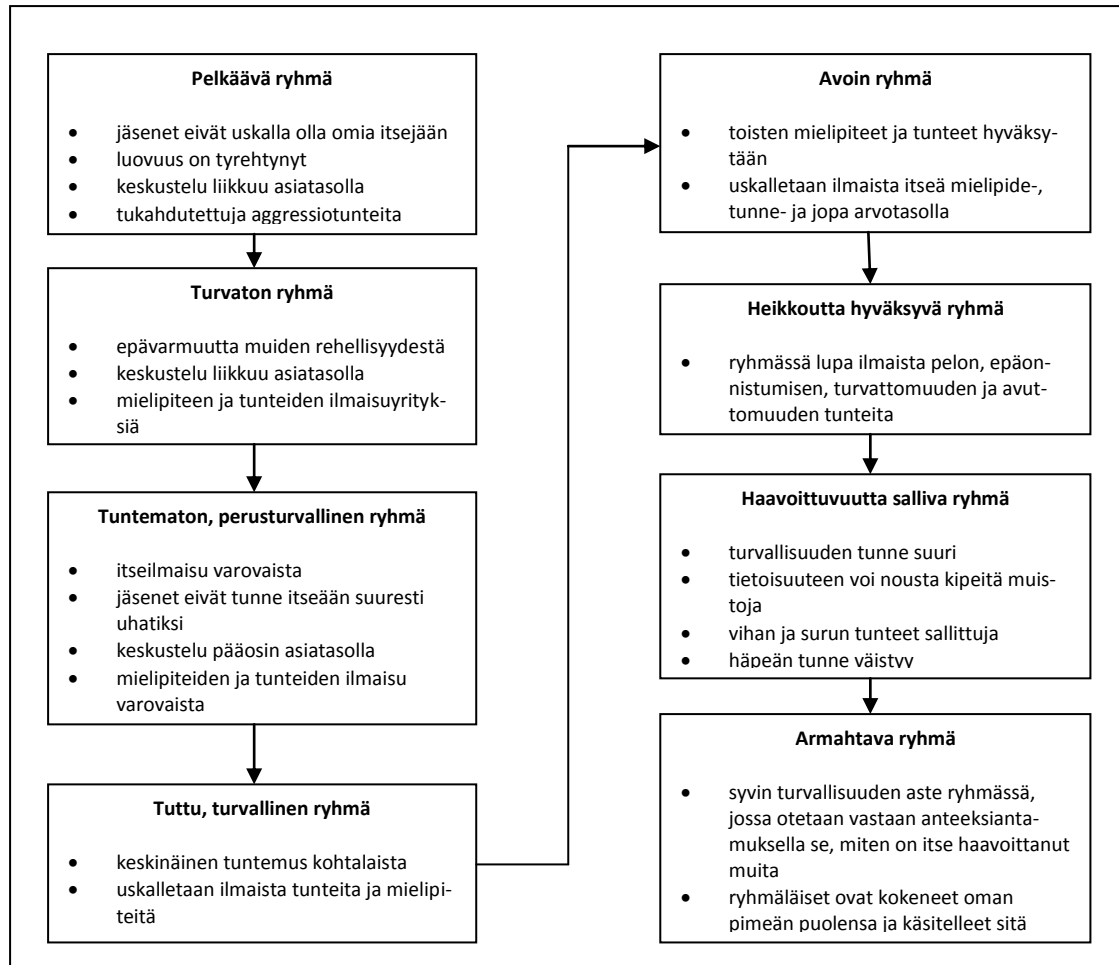 Pelkäävä ryhmä
• jäsenet eivät uskalla olla omia itsejään
• luovuus on tyrehtynyt
• keskustelu liikkuu asiatasolla
• tukahdutettuja aggressiotunteita
Turvaton ryhmä
• epävarmuutta muiden rehellisyydestä
• keskustelu liikkuu asiatasolla
• mielipiteen ja tunteiden ilmaisuyrityk-
siä
Tuntematon, perusturvallinen ryhmä
• itseilmaisu varovaista
• jäsenet eivät tunne itseään suuresti
uhatiksi
• keskustelu pääosin asiatasolla
• mielipiteiden ja tunteiden ilmaisu
varovaista
Tuttu, turvallinen ryhmä
• keskinäinen tuntemus kohtalaista
• uskalletaan ilmaista tunteita ja mielipi-
teitä
Avoin ryhmä
• toisten mielipiteet ja tunteet hyväksy-
tään
• uskalletaan ilmaista itseä mielipide-,
tunne- ja jopa arvotasolla
Heikkoutta hyväksyvä ryhmä
• ryhmässä lupa ilmaista pelon, epäon-
nistumisen, turvattomuuden ja avut-
tomuuden tunteita
Haavoittuvuutta salliva ryhmä
• turvallisuuden tunne suuri
• tietoisuuteen voi nousta kipeitä muis-
toja
• vihan ja surun tunteet sallittuja
• häpeän tunne väistyy
Armahtava ryhmä
• syvin turvallisuuden aste ryhmässä,
jossa otetaan vastaan anteeksianta-
muksella se, miten on itse haavoittanut
muita
• ryhmäläiset ovat kokeneet oman
pimeän puolensa ja käsitelleet sitä